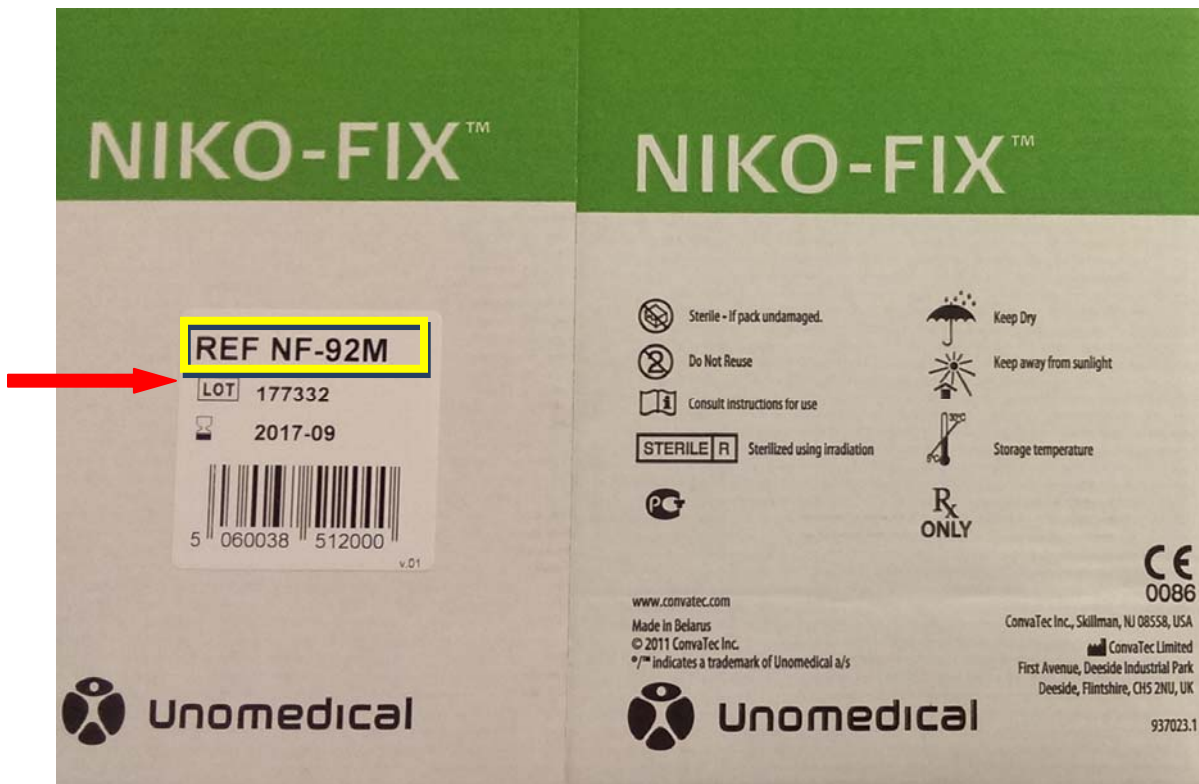 NIKO-FIX™
REF NF-92M
LOT 177332
2017-09
5 060038 512000
v.01
Unomedical
NIKO-FIX™
Sterile - If pack undamaged.
Do Not Reuse
Consult instructions for use
STERILE R Sterilized using irradiation
PCT
Keep Dry
Keep away from sunlight
30°C
0°C
Storage temperature
Rx
ONLY
CE
0086
www.convatec.com
Made in Belarus
© 2011 ConvaTec Inc.
®/™ indicates a trademark of Unomedical a/s
ConvaTec Inc., Skillman, NJ 08558, USA
ConvaTec Limited
First Avenue, Deeside Industrial Park
Deeside, Flintshire, CH5 2NU, UK
937023.1
Unomedical